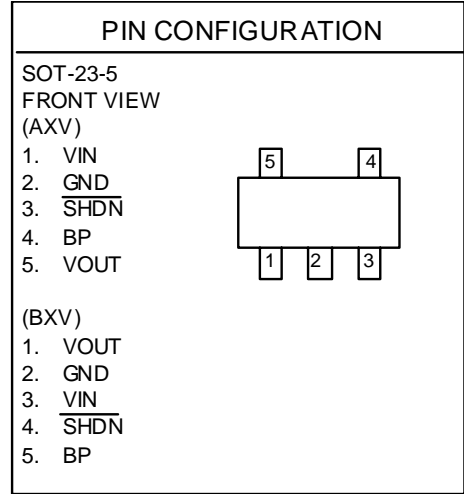 PIN CONFIGURATION
SOT-23-5
FRONT VIEW
(AXV)
1. VIN
2. GND
3. SHDN
4. BP
5. VOUT
5 4
1 2 3
(BXV)
1. VOUT
2. GND
3. VIN
4. SHDN
5. BP